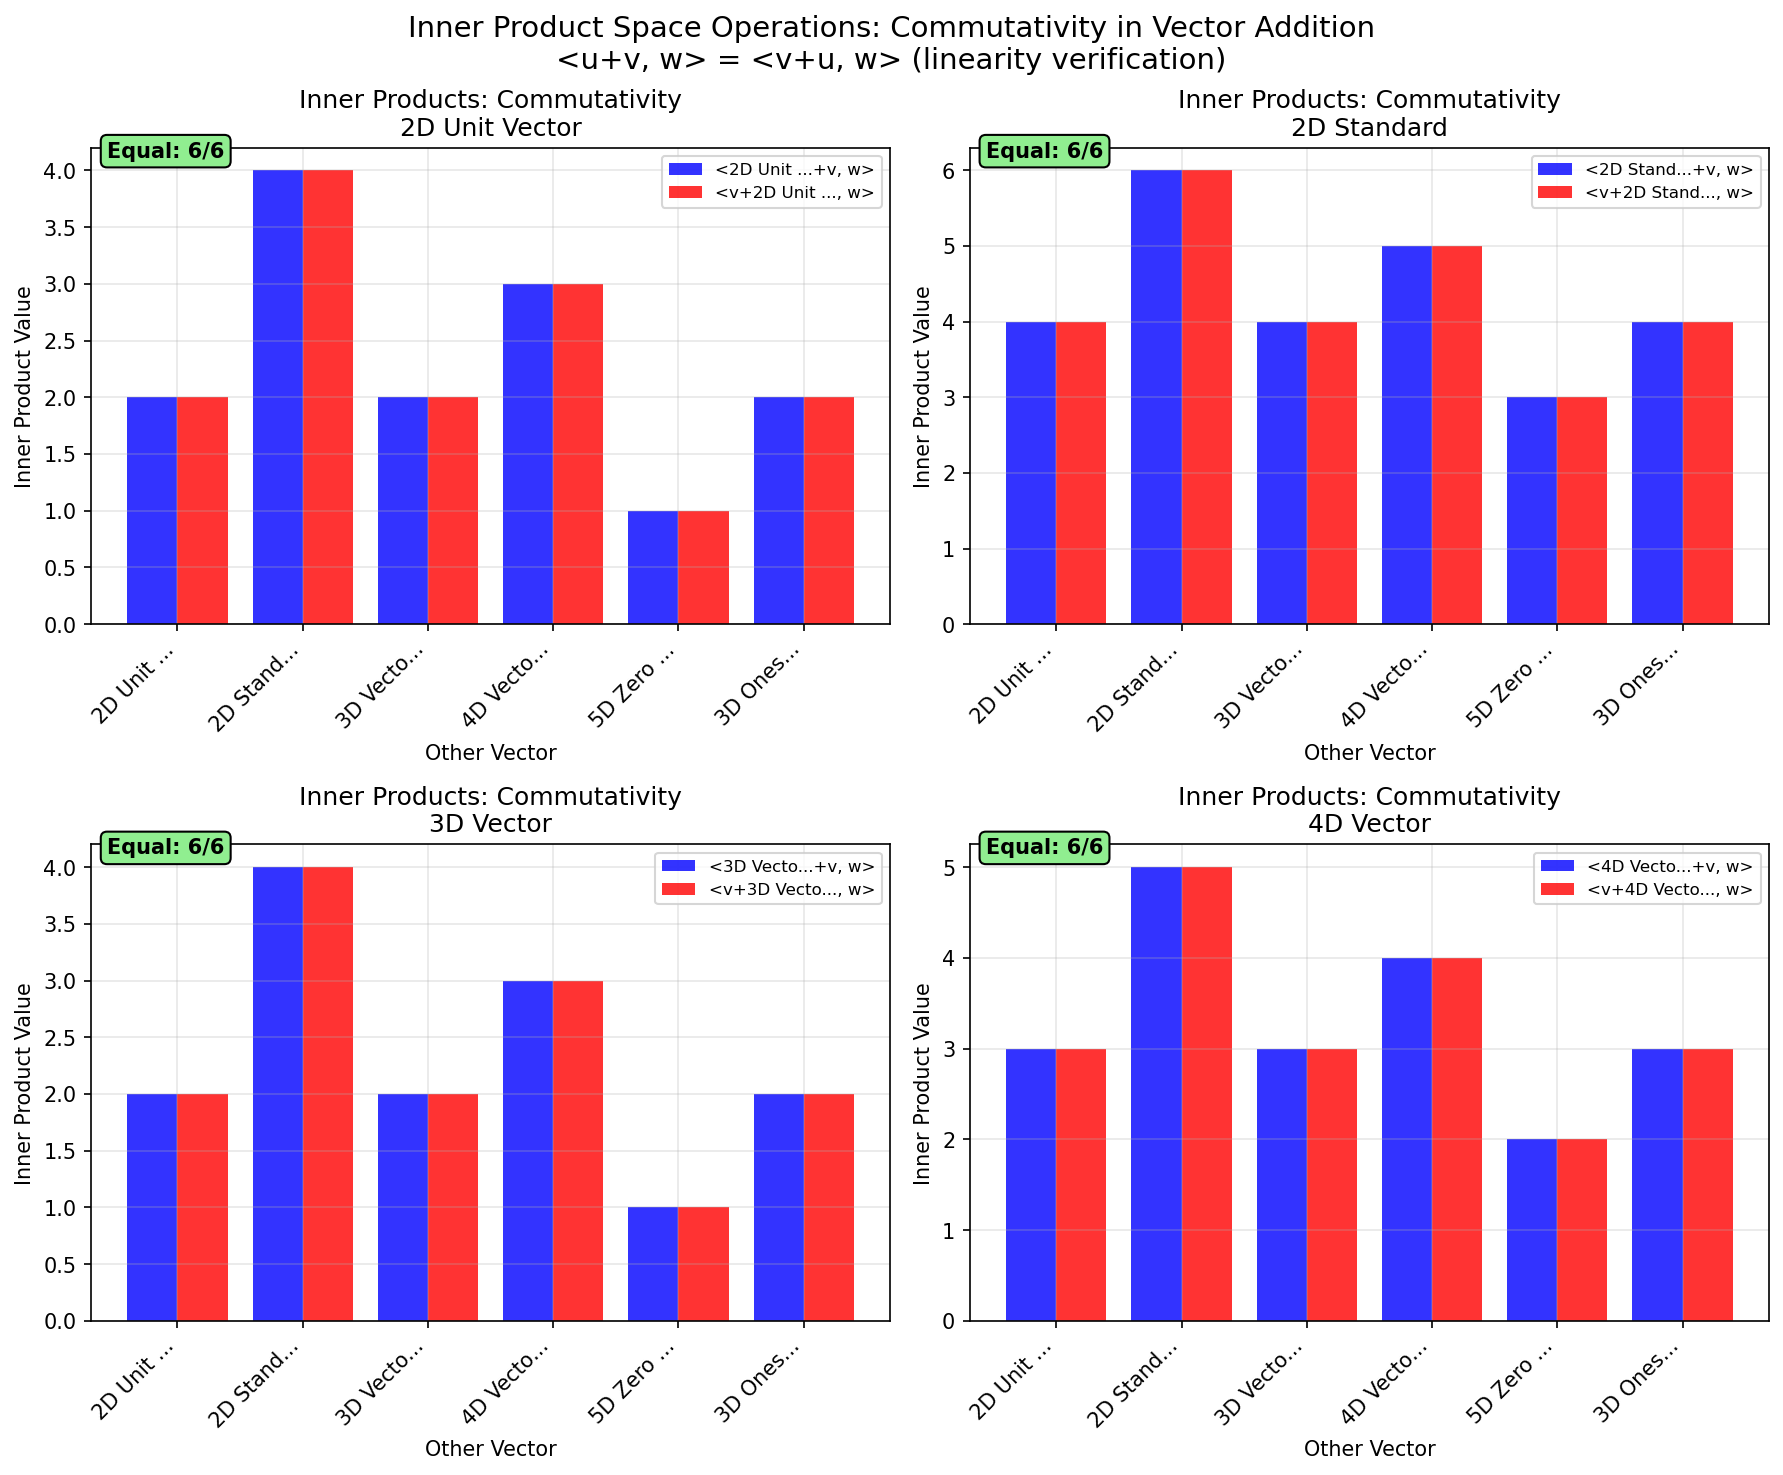 Inner Product Space Operations: Commutativity in Vector Addition
<u+v, w> = <v+u, w> (linearity verification)
Inner Products: Commutativity
2D Unit Vector
Equal: 6/6
<2D Unit ...+v, w>
<v+2D Unit ..., w>
4.0
3.5
3.0
2.5
2.0
1.5
1.0
0.5
0.0
Inner Product Value
2D Unit ...
2D Stand...
3D Vecto...
4D Vecto...
5D Zero ...
3D Ones...
Other Vector
Inner Products: Commutativity
2D Standard
Equal: 6/6
<2D Stand...+v, w>
<v+2D Stand..., w>
6
5
4
3
2
1
0
Inner Product Value
2D Unit ...
2D Stand...
3D Vecto...
4D Vecto...
5D Zero ...
3D Ones...
Other Vector
Inner Products: Commutativity
3D Vector
Equal: 6/6
<3D Vecto...+v, w>
<v+3D Vecto..., w>
4.0
3.5
3.0
2.5
2.0
1.5
1.0
0.5
0.0
Inner Product Value
2D Unit ...
2D Stand...
3D Vecto...
4D Vecto...
5D Zero ...
3D Ones...
Other Vector
Inner Products: Commutativity
4D Vector
Equal: 6/6
<4D Vecto...+v, w>
<v+4D Vecto..., w>
5
4
3
2
1
0
Inner Product Value
2D Unit ...
2D Stand...
3D Vecto...
4D Vecto...
5D Zero ...
3D Ones...
Other Vector